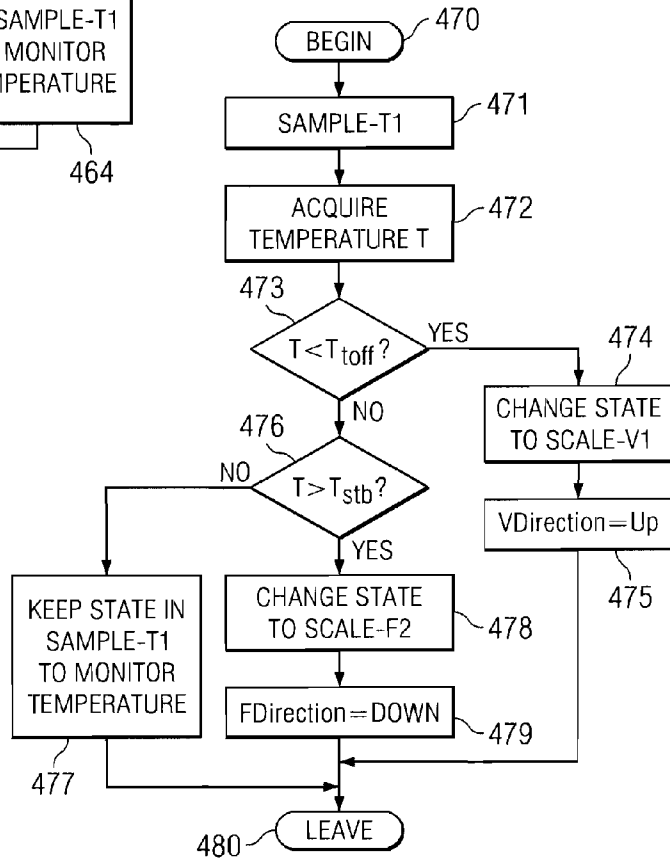 SAMPLE-T1
MONITOR
MPERATURE
464
BEGIN
470
SAMPLE-T1
471
ACQUIRE
TEMPERATURE T
472
473
T<Ttoff?
YES
NO
474
CHANGE STATE
TO SCALE-V1
VDirection=Up
475
476
T>Tstb?
NO
YES
KEEP STATE IN
SAMPLE-T1
TO MONITOR
TEMPERATURE
477
CHANGE STATE
TO SCALE-F2
478
FDirection=DOWN
479
LEAVE
480